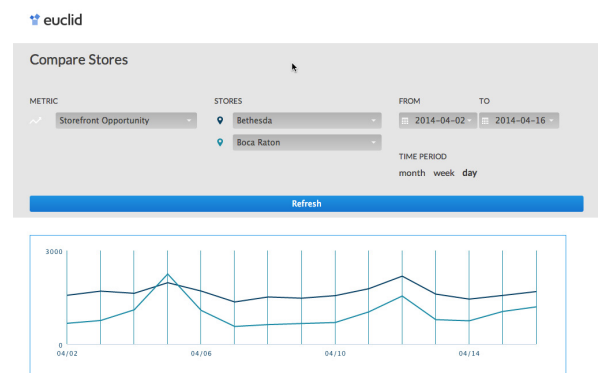 euclid
Compare Stores
METRIC STORES FROM TO
Storefront Opportunity Bethesda 2014-04-02 2014-04-16
Boca Raton
TIME PERIOD
month week day
Refresh
3000
0
04/02 04/06 04/10 04/14